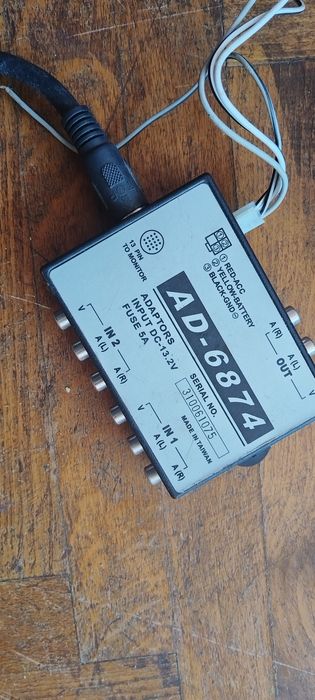 13 PIN
TO MONITOR
① RED-ACC
② YELLOW-BATTERY
③ BLACK-GND⊖
AD-6874
ADAPTORS
INPUT DC-13.2V
FUSE 5A
SERIAL NO.
310061075
MADE IN TAIWAN
V
A(L)
A(R)
IN 2
V
A(L)
A(R)
IN 1
A(R)
A(L)
V
OUT